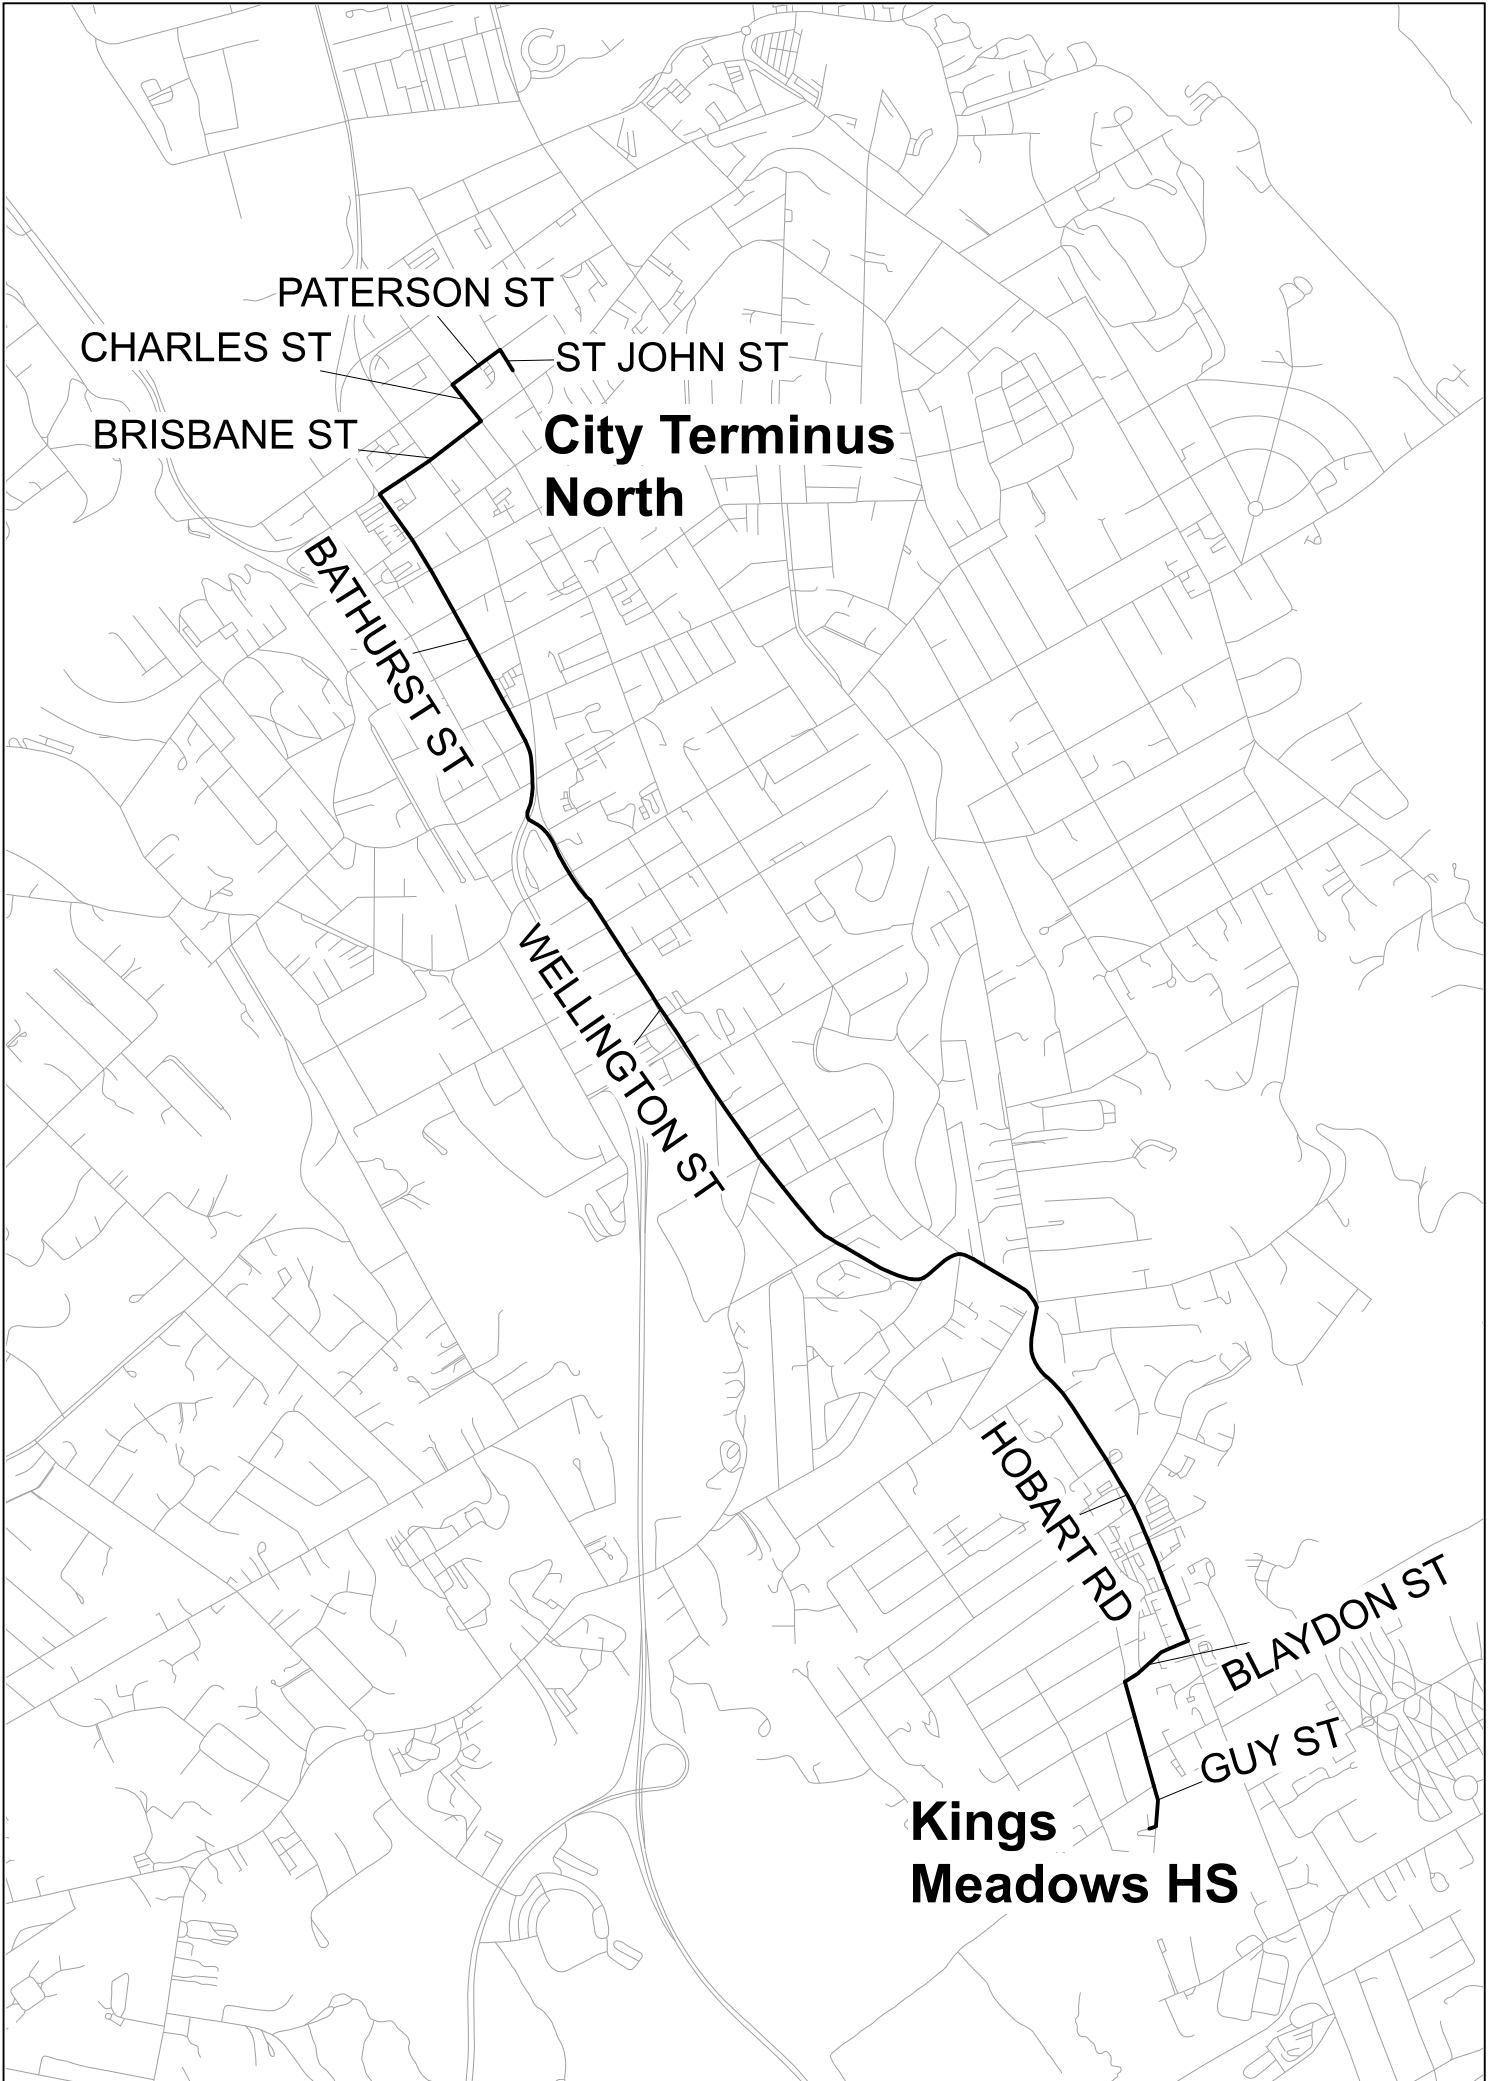 PATERSON ST
CHARLES ST
ST JOHN ST
BRISBANE ST
City Terminus
North
BATHURST ST
WELLINGTON ST
HOBART RD
BLAYDON ST
GUY ST
Kings
Meadows HS